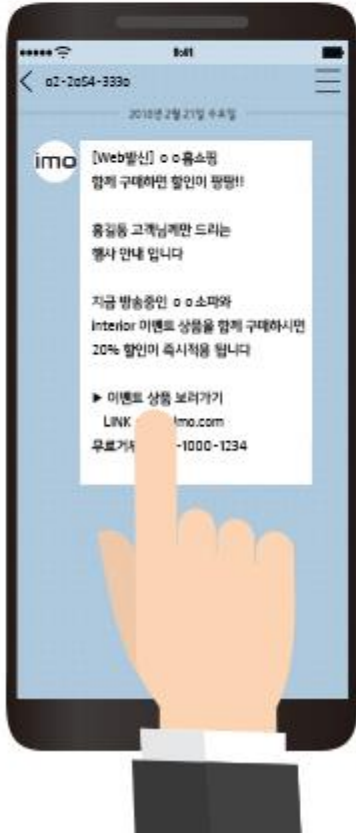 02-2054-3330
2018년 2월 21일 수요일
imo
[Web발신] ㅇㅇ홈쇼핑
함께 구매하면 할인이 팡팡!!
홍길동 고객님께만 드리는
행사 안내 입니다
지금 방송중인 ㅇㅇ소파와
interior 이벤트 상품을 함께 구매하시면
20% 할인이 즉시적용 됩니다
▶ 이벤트 상품 보러가기
LINK mo.com
무료거부 -1000-1234